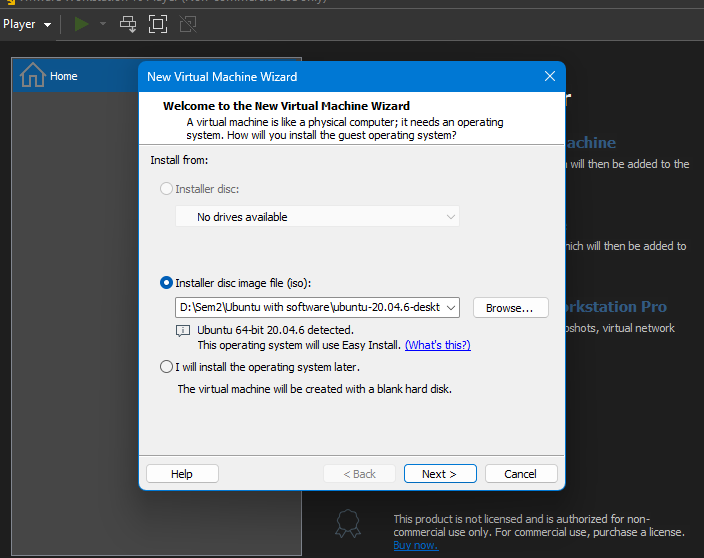 Player
Home
New Virtual Machine Wizard
Welcome to the New Virtual Machine Wizard
A virtual machine is like a physical computer; it needs an operating
system. How will you install the guest operating system?
Install from:
Installer disc:
No drives available
Installer disc image file (iso):
D:\Sem2\Ubuntu with software\ubuntu-20.04.6-deskt
Browse...
Ubuntu 64-bit 20.04.6 detected.
This operating system will use Easy Install. (What's this?)
I will install the operating system later.
The virtual machine will be created with a blank hard disk.
Help
< Back
Next >
Cancel
achine
will then be added to the
which will then be added to
rkstation Pro
pshots, virtual network
This product is not licensed and is authorized for non-
commercial use only. For commercial use, purchase a license.
Buy now.